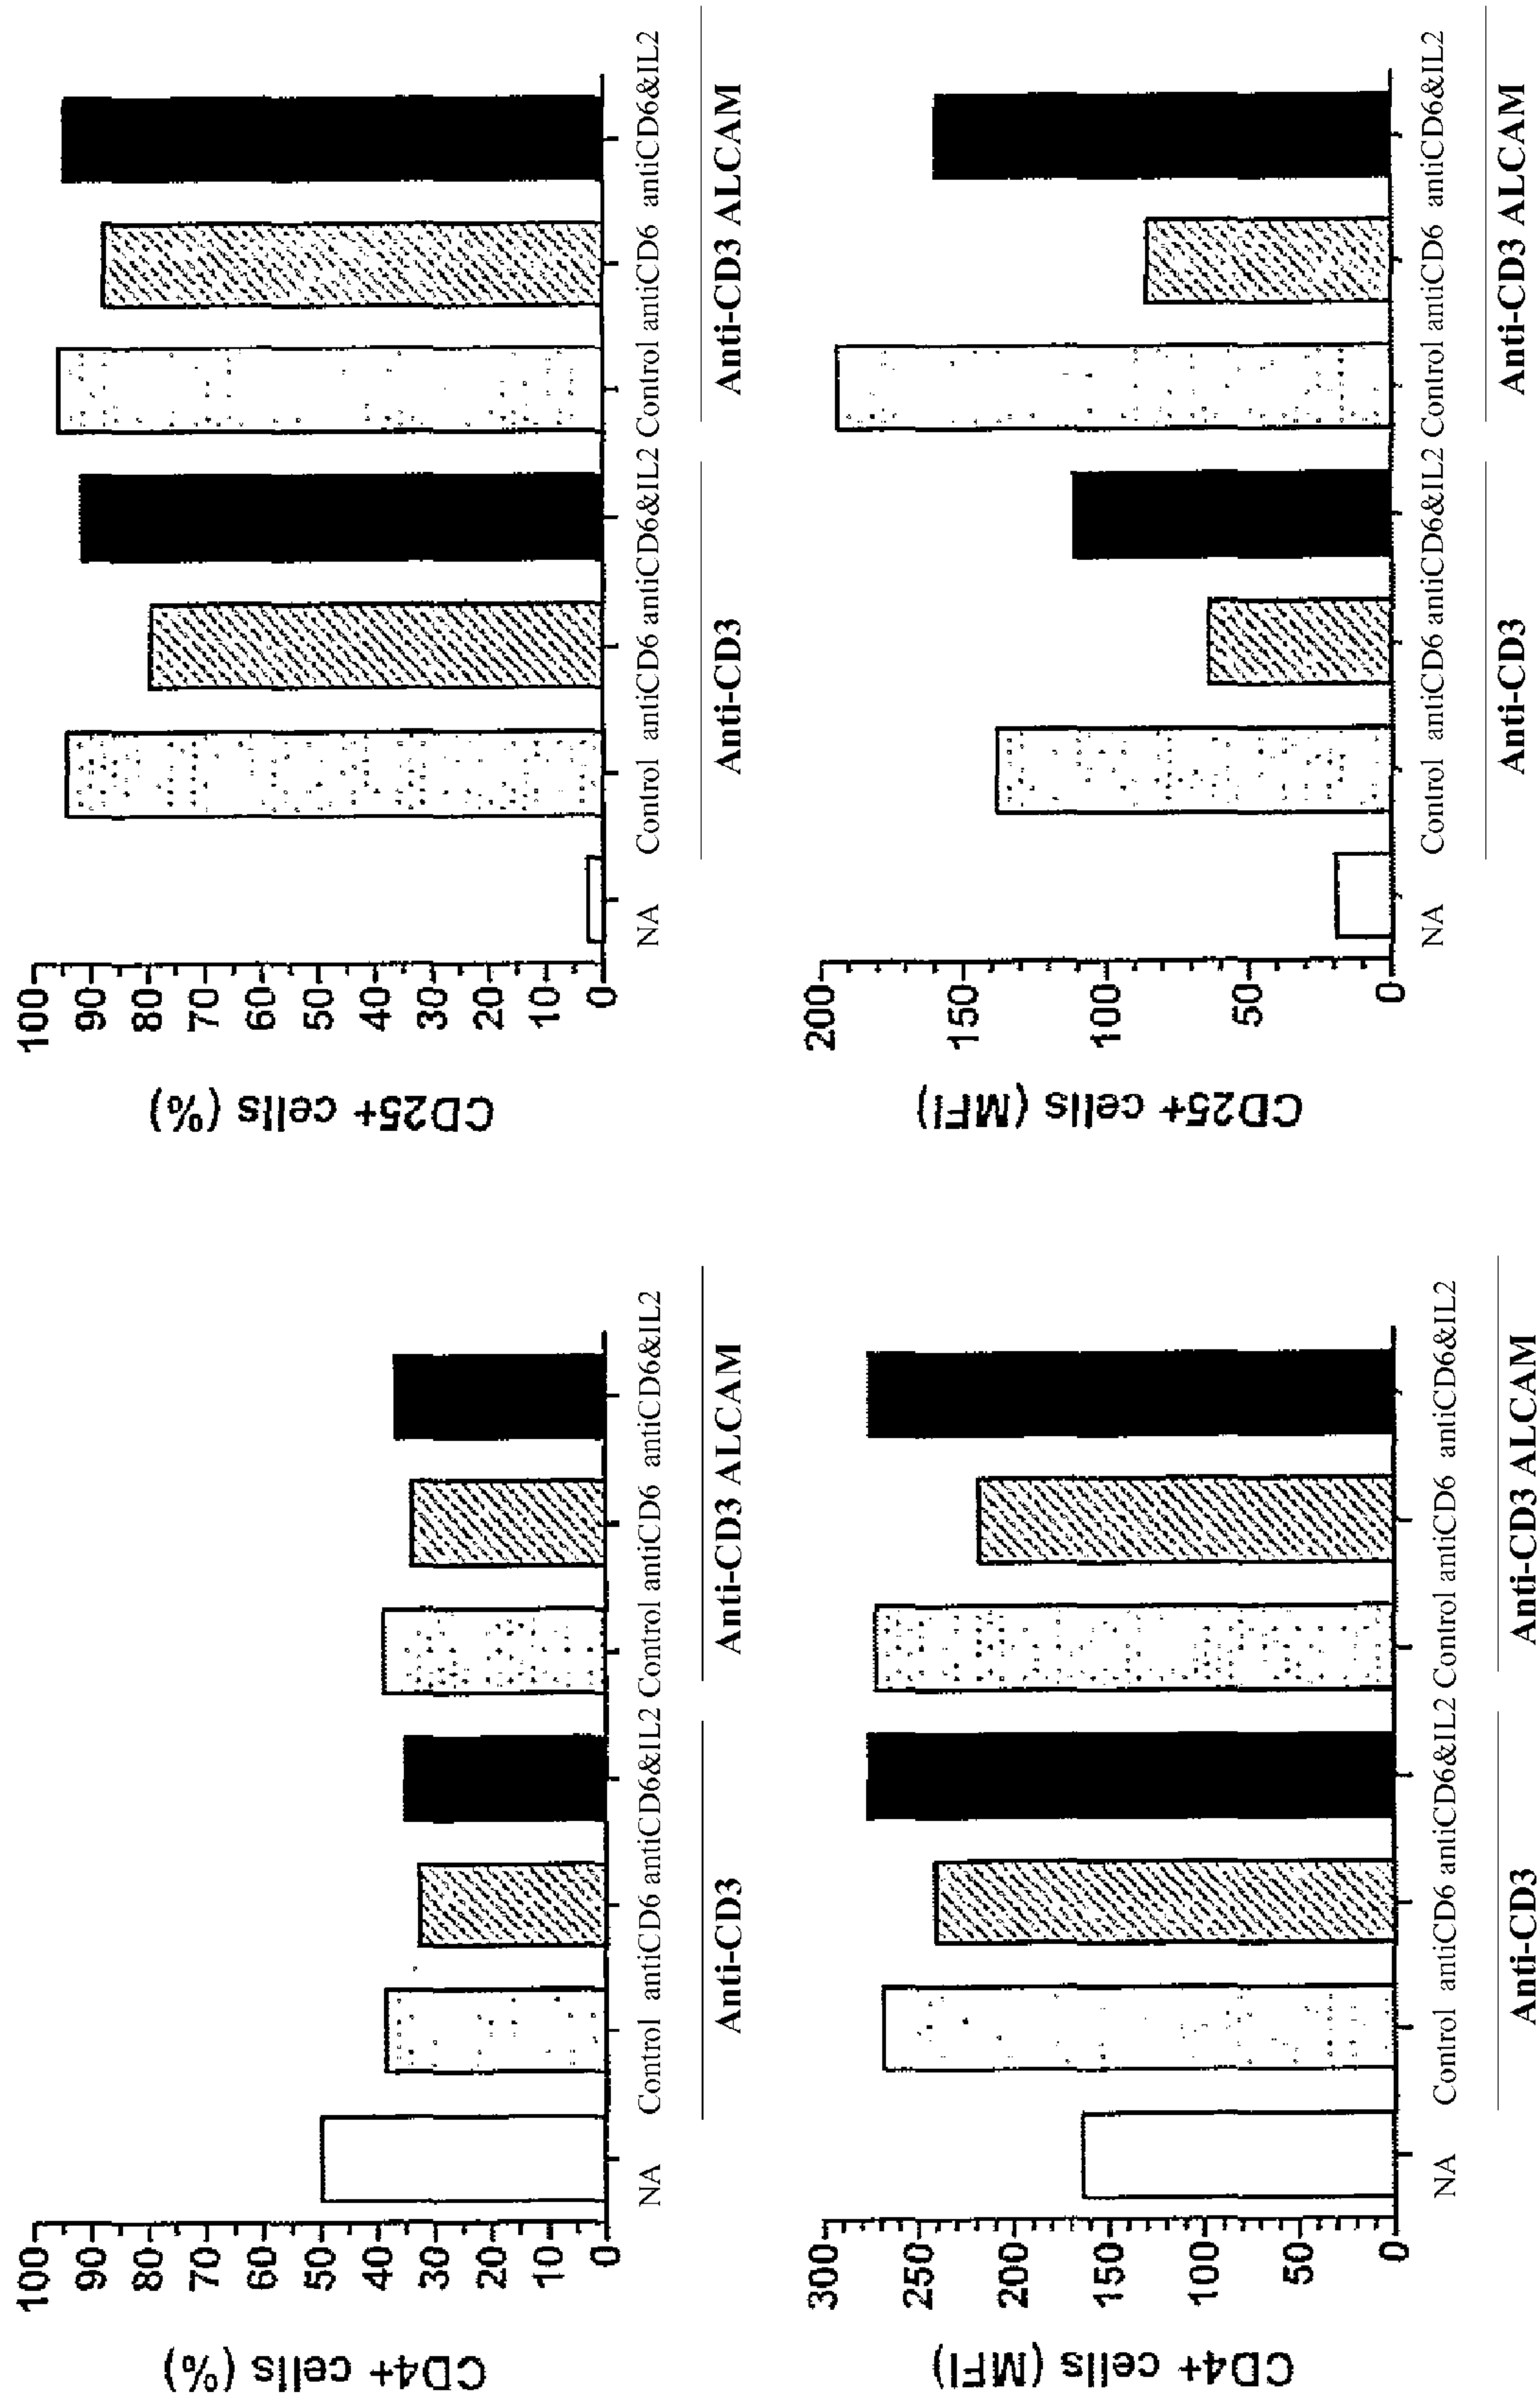 CD4+ cells (%)
100
90
80
70
60
50
40
30
20
10
0
NA Control antiCD6 antiCD6&IL2 Control antiCD6 antiCD6&IL2
Anti-CD3 Anti-CD3 ALCAM
CD25+ cells (%)
100
90
80
70
60
50
40
30
20
10
0
NA Control antiCD6 antiCD6&IL2 Control antiCD6 antiCD6&IL2
Anti-CD3 Anti-CD3 ALCAM
CD4+ cells (MFI)
300
250
200
150
100
50
0
NA Control antiCD6 antiCD6&IL2 Control antiCD6 antiCD6&IL2
Anti-CD3 Anti-CD3 ALCAM
CD25+ cells (MFI)
200
150
100
50
0
NA Control antiCD6 antiCD6&IL2 Control antiCD6 antiCD6&IL2
Anti-CD3 Anti-CD3 ALCAM